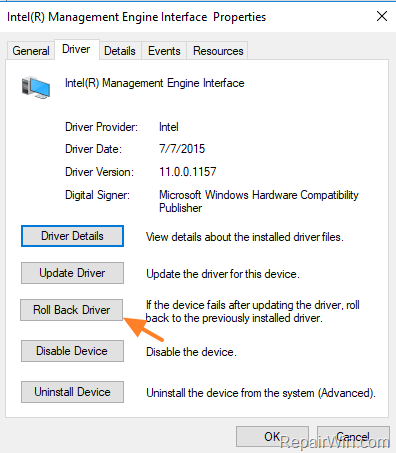 Intel(R) Management Engine Interface Properties
General Driver Details Events Resources
Intel(R) Management Engine Interface
Driver Provider: Intel
Driver Date: 7/7/2015
Driver Version: 11.0.0.1157
Digital Signer: Microsoft Windows Hardware Compatibility
Publisher
Driver Details View details about the installed driver files.
Update Driver Update the driver for this device.
Roll Back Driver If the device fails after updating the driver, roll
back to the previously installed driver.
Disable Device Disable the device.
Uninstall Device Uninstall the device from the system (Advanced).
OK Cancel
RepairWin.com